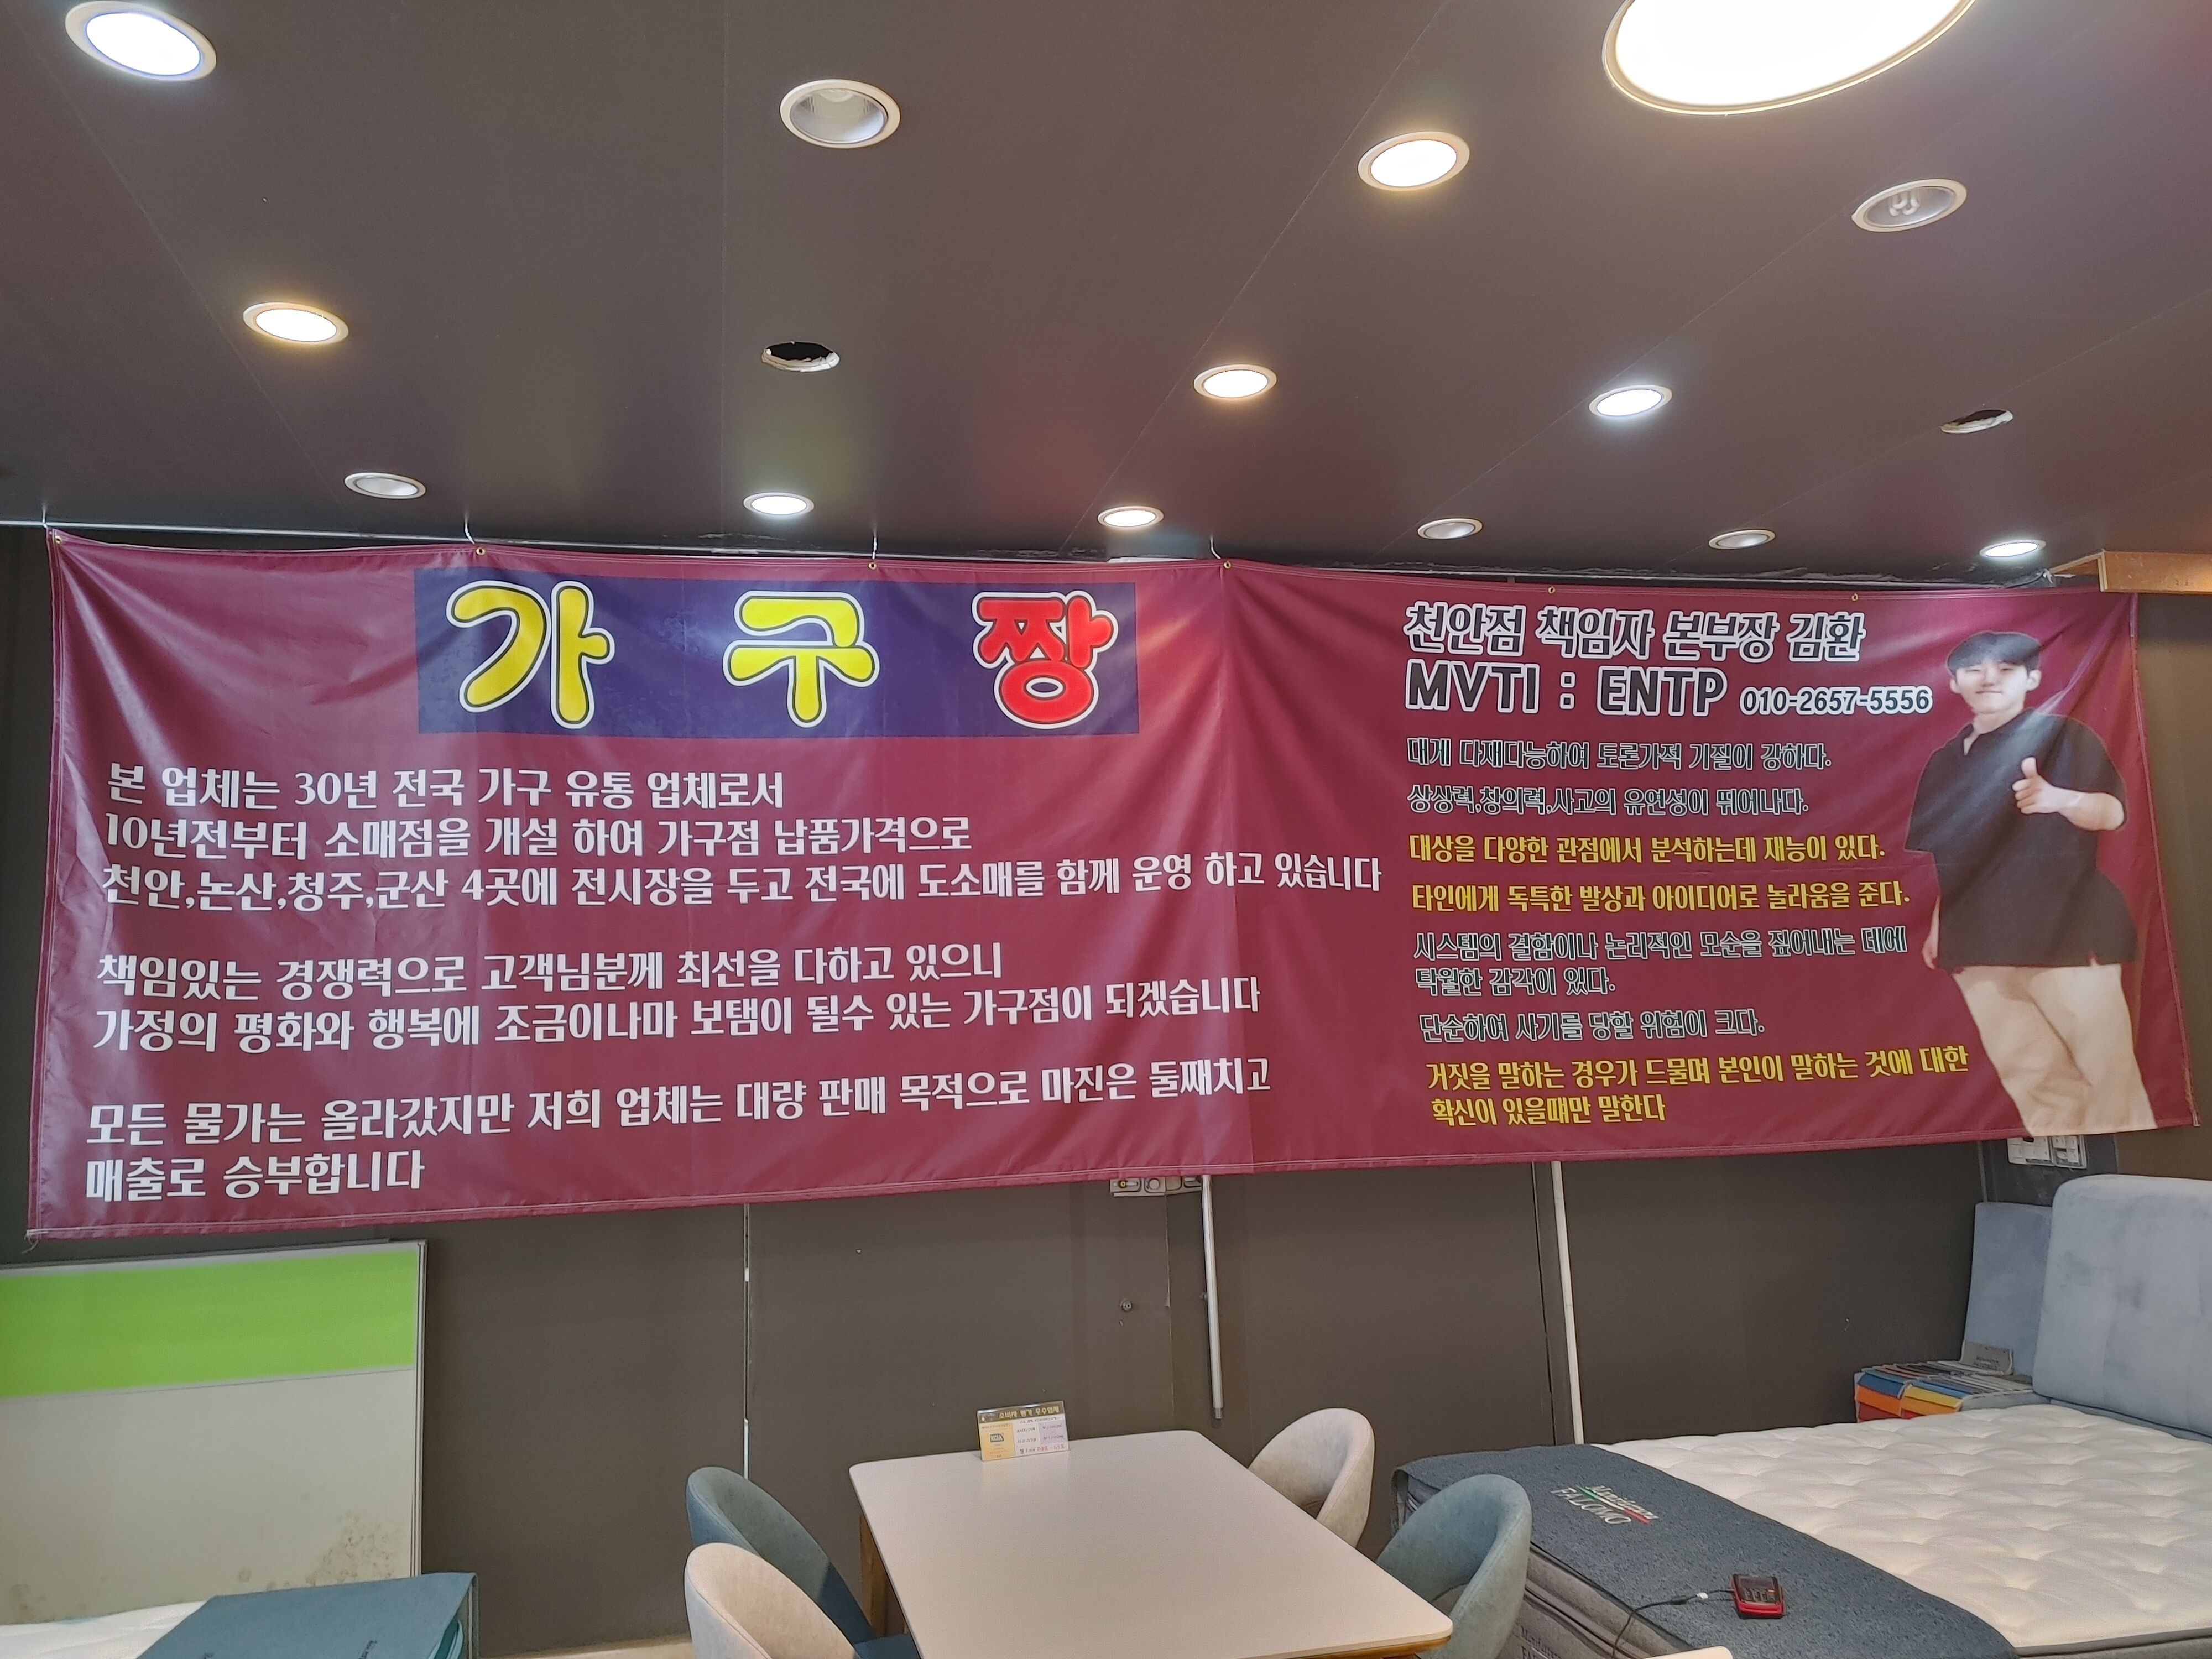 가구짱
본 업체는 30년 전국 가구 유통 업체로서
10년전부터 소매점을 개설 하여 가구점 납품가격으로
천안,논산,청주,군산 4곳에 전시장을 두고 전국에 도소매를 함께 운영 하고 있습니다
책임있는 경쟁력으로 고객님분께 최선을 다하고 있으니
가정의 평화와 행복에 조금이나마 보탬이 될수 있는 가구점이 되겠습니다
모든 물가는 올라갔지만 저희 업체는 대량 판매 목적으로 마진은 둘째치고
매출로 승부합니다
천안점 책임자 본부장 김환
MVTI : ENTP 010-2657-5556
대게 다재다능하여 토론가적 기질이 강하다.
상상력,창의력,사고의 유연성이 뛰어나다.
대상을 다양한 관점에서 분석하는데 재능이 있다.
타인에게 독특한 발상과 아이디어로 놀라움을 준다.
시스템의 결함이나 논리적인 모순을 짚어내는 데에
탁월한 감각이 있다.
단순하여 사기를 당할 위험이 크다.
거짓을 말하는 경우가 드물며 본인이 말하는 것에 대한
확신이 있을떄만 말한다
소비자 평가 우수업체
FALOMO